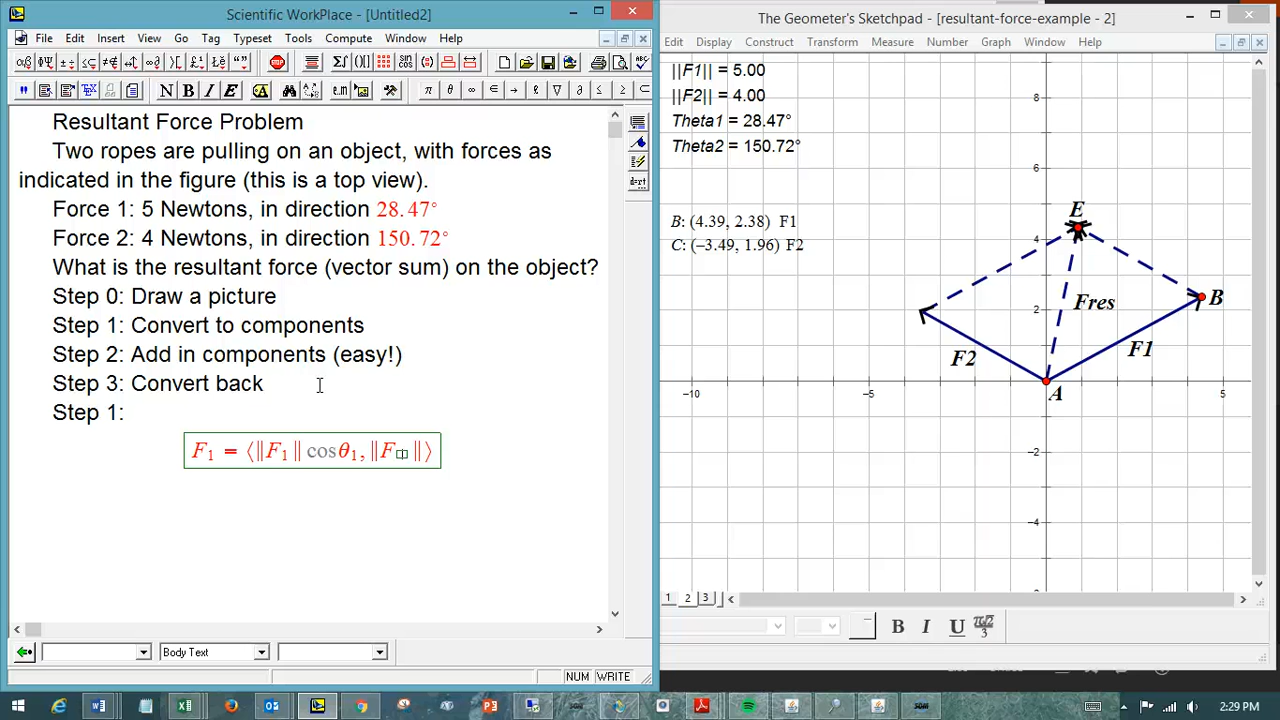 Scientific WorkPlace - [Untitled2]
File Edit Insert View Go Tag Typeset Tools Compute Window Help
Resultant Force Problem
Two ropes are pulling on an object, with forces as
indicated in the figure (this is a top view).
Force 1: 5 Newtons, in direction 28.47°
Force 2: 4 Newtons, in direction 150.72°
What is the resultant force (vector sum) on the object?
Step 0: Draw a picture
Step 1: Convert to components
Step 2: Add in components (easy!)
Step 3: Convert back
Step 1:
F₁ = ⟨‖F₁‖ cos θ₁, ‖F ‖⟩
Body Text
NUM WRITE
The Geometer's Sketchpad - [resultant-force-example - 2]
Edit Display Construct Transform Measure Number Graph Window Help
||F1|| = 5.00
||F2|| = 4.00
Theta1 = 28.47°
Theta2 = 150.72°
B: (4.39, 2.38) F1
C: (–3.49, 1.96) F2
8
6
E
4
B
Fres
2
F1
F2
A
−10
−5
5
−2
−4
1 2 3
B I U
2:29 PM